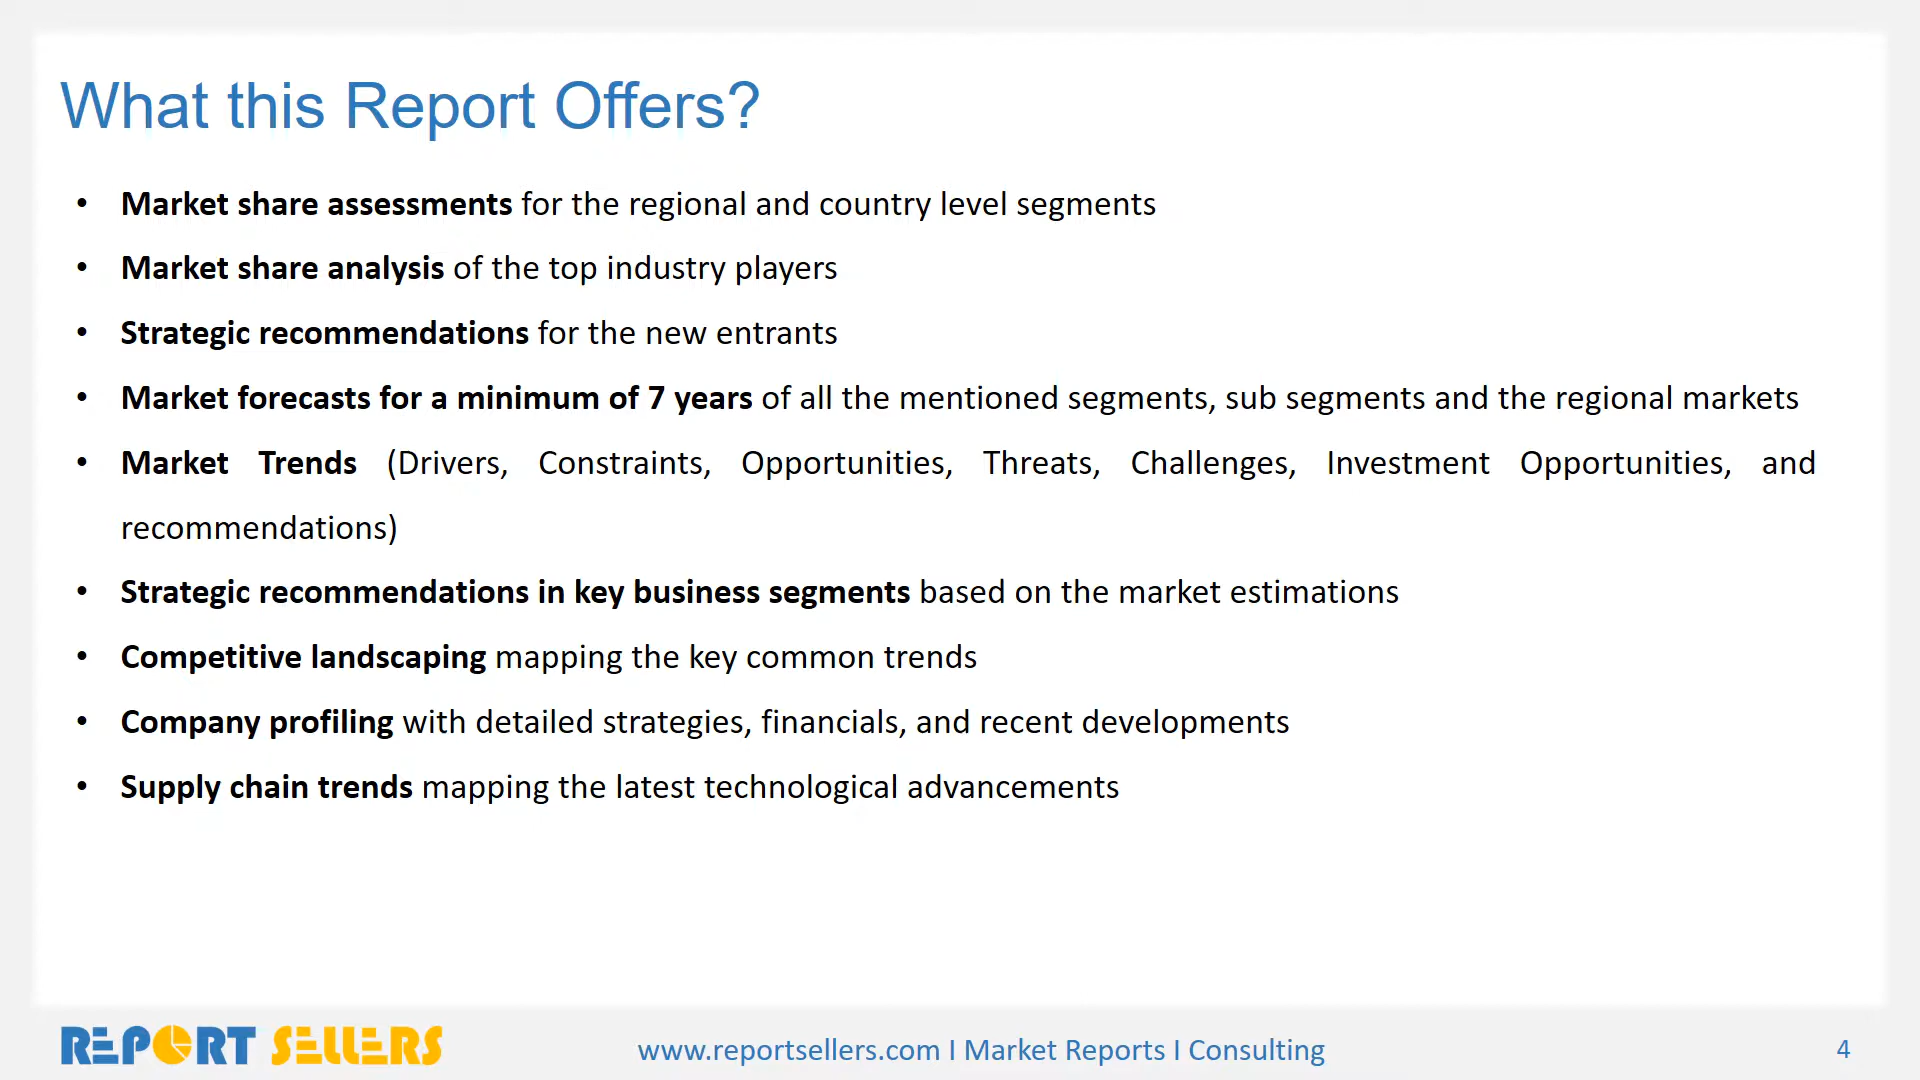 What this Report Offers?
• Market share assessments for the regional and country level segments
• Market share analysis of the top industry players
• Strategic recommendations for the new entrants
• Market forecasts for a minimum of 7 years of all the mentioned segments, sub segments and the regional markets
• Market Trends (Drivers, Constraints, Opportunities, Threats, Challenges, Investment Opportunities, and
recommendations)
• Strategic recommendations in key business segments based on the market estimations
• Competitive landscaping mapping the key common trends
• Company profiling with detailed strategies, financials, and recent developments
• Supply chain trends mapping the latest technological advancements
REPORT SELLERS
www.reportsellers.com I Market Reports I Consulting
4